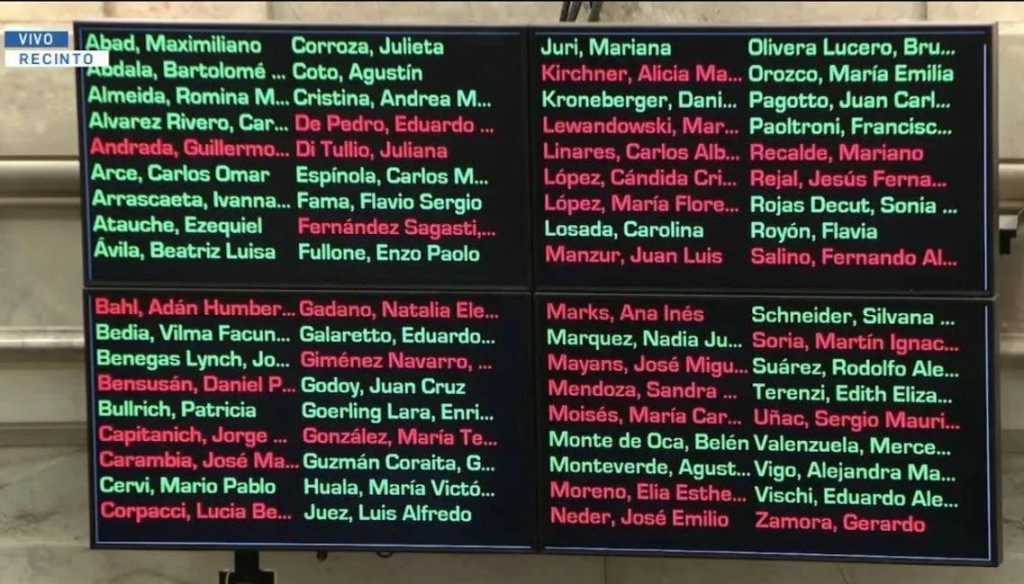 VIVO
RECINTO
Abad, Maximiliano
Abdala, Bartolomé ...
Almeida, Romina M...
Alvarez Rivero, Car...
Andrada, Guillermo...
Arce, Carlos Omar
Arrascaeta, Ivanna...
Atauche, Ezequiel
Ávila, Beatriz Luisa
Corroza, Julieta
Coto, Agustín
Cristina, Andrea M...
De Pedro, Eduardo ...
Di Tullio, Juliana
Espínola, Carlos M...
Fama, Flavio Sergio
Fernández Sagasti,...
Fullone, Enzo Paolo
Juri, Mariana
Kirchner, Alicia Ma...
Kroneberger, Dani...
Lewandowski, Mar...
Linares, Carlos Alb...
López, Cándida Cri...
López, María Flore...
Losada, Carolina
Manzur, Juan Luis
Olivera Lucero, Bru...
Orozco, María Emilia
Pagotto, Juan Carl...
Paoltroni, Francisc...
Recalde, Mariano
Rejal, Jesús Ferna...
Rojas Decut, Sonia ...
Royón, Flavia
Salino, Fernando Al...
Bahl, Adán Humber...
Bedia, Vilma Facun...
Benegas Lynch, Jo...
Bensusán, Daniel P...
Bullrich, Patricia
Capitanich, Jorge ...
Carambia, José Ma...
Cervi, Mario Pablo
Corpacci, Lucia Be...
Gadano, Natalia Ele...
Galaretto, Eduardo...
Giménez Navarro, ...
Godoy, Juan Cruz
Goerling Lara, Enri...
González, María Te...
Guzmán Coraita, G...
Huala, María Victó...
Juez, Luis Alfredo
Marks, Ana Inés
Marquez, Nadia Ju...
Mayans, José Migu...
Mendoza, Sandra ...
Moisés, María Car...
Monte de Oca, Belén
Monteverde, Agust...
Moreno, Elia Esthe...
Neder, José Emilio
Schneider, Silvana ...
Soria, Martín Ignac...
Suárez, Rodolfo Ale...
Terenzi, Edith Eliza...
Uñac, Sergio Mauri...
Valenzuela, Merce...
Vigo, Alejandra Ma...
Vischi, Eduardo Ale...
Zamora, Gerardo